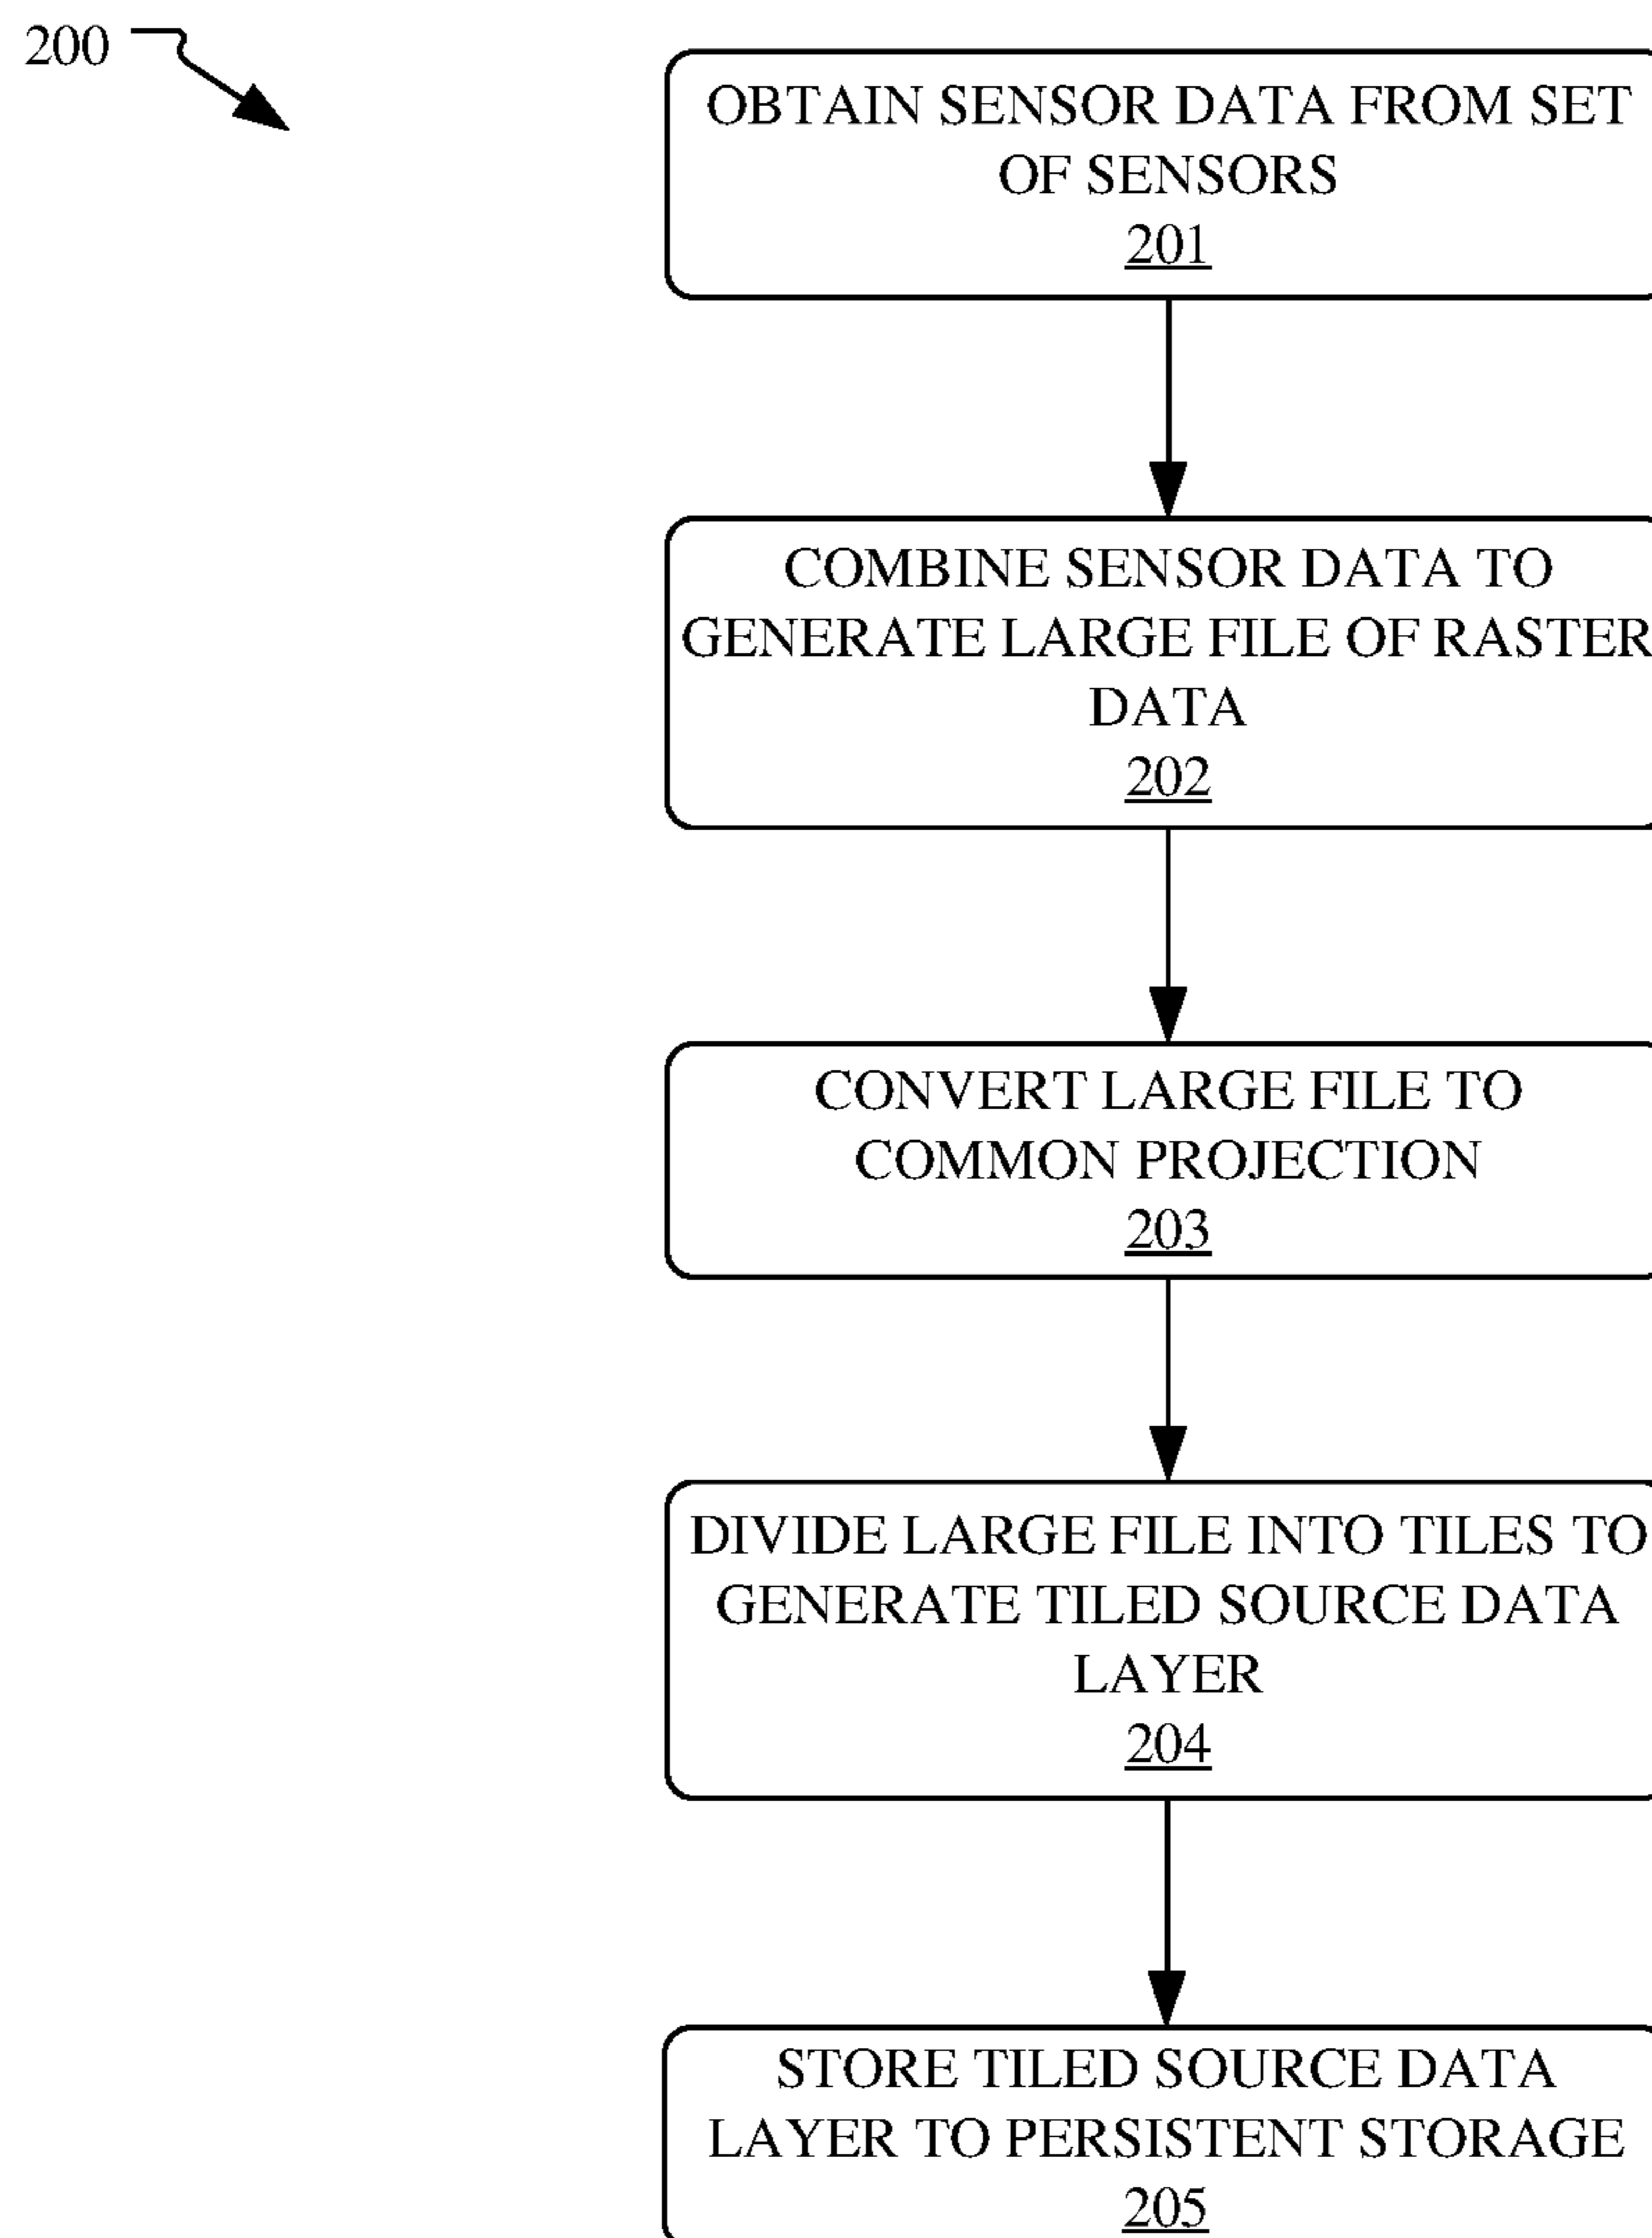 200
OBTAIN SENSOR DATA FROM SET
OF SENSORS
201
COMBINE SENSOR DATA TO
GENERATE LARGE FILE OF RASTER
DATA
202
CONVERT LARGE FILE TO
COMMON PROJECTION
203
DIVIDE LARGE FILE INTO TILES TO
GENERATE TILED SOURCE DATA
LAYER
204
STORE TILED SOURCE DATA
LAYER TO PERSISTENT STORAGE
205